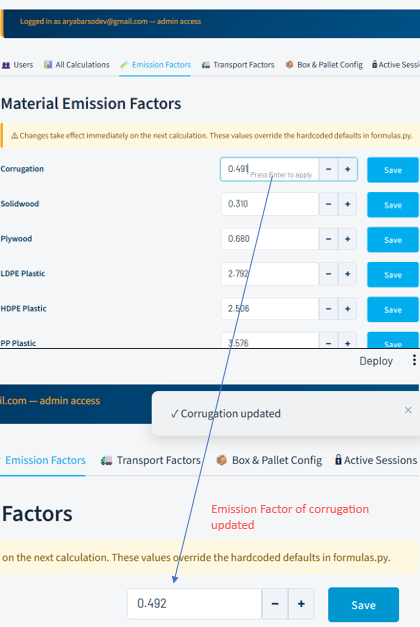 Logged in as aryabarsodev@gmail.com — admin access
Users All Calculations Emission Factors Transport Factors Box & Pallet Config Active Sessi
Material Emission Factors
Changes take effect immediately on the next calculation. These values override the hardcoded defaults in formulas.py.
Corrugation 0.491 Press Enter to apply − + Save
Solidwood 0.310 − + Save
Plywood 0.680 − + Save
LDPE Plastic 2.792 − + Save
HDPE Plastic 2.506 − + Save
PP Plastic 3.576 − + Save
Deploy
il.com — admin access
✓ Corrugation updated ×
Emission Factors Transport Factors Box & Pallet Config Active Sessions
Factors
Emission Factor of corrugation
updated
on the next calculation. These values override the hardcoded defaults in formulas.py.
0.492 − + Save